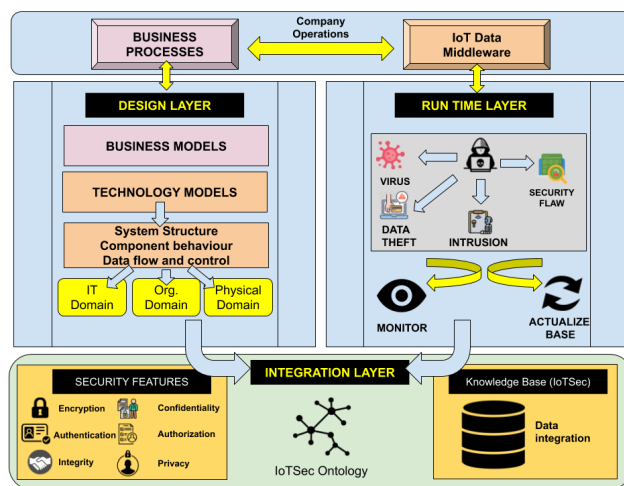 Company
Operations
BUSINESS
PROCESSES
IoT Data
Middleware
DESIGN LAYER
BUSINESS MODELS
TECHNOLOGY MODELS
System Structure
Component behaviour
Data flow and control
IT
Domain
Org.
Domain
Physical
Domain
RUN TIME LAYER
VIRUS
SECURITY
FLAW
DATA
THEFT
INTRUSION
MONITOR
ACTUALIZE
BASE
INTEGRATION LAYER
SECURITY FEATURES
Encryption
Confidentiality
Authentication
Authorization
Integrity
Privacy
IoTSec Ontology
Knowledge Base (IoTSec)
Data
integration